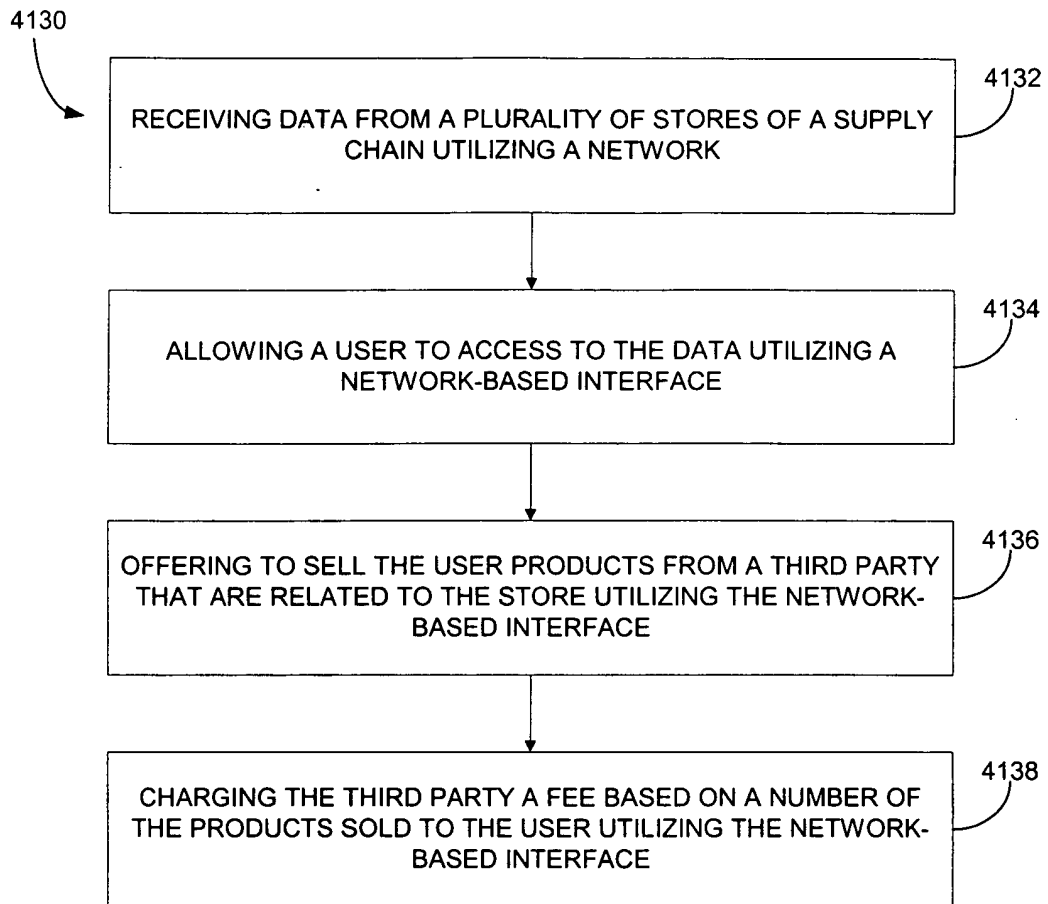 4130
4132
RECEIVING DATA FROM A PLURALITY OF STORES OF A SUPPLY
CHAIN UTILIZING A NETWORK
4134
ALLOWING A USER TO ACCESS TO THE DATA UTILIZING A
NETWORK-BASED INTERFACE
4136
OFFERING TO SELL THE USER PRODUCTS FROM A THIRD PARTY
THAT ARE RELATED TO THE STORE UTILIZING THE NETWORK-
BASED INTERFACE
4138
CHARGING THE THIRD PARTY A FEE BASED ON A NUMBER OF
THE PRODUCTS SOLD TO THE USER UTILIZING THE NETWORK-
BASED INTERFACE